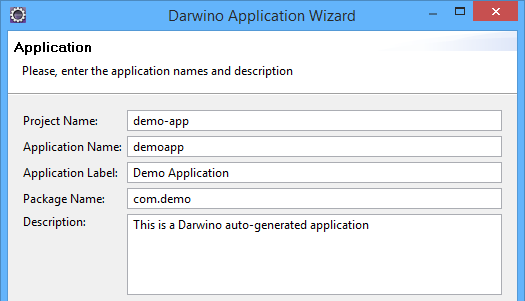 Darwino Application Wizard
Application
Please, enter the application names and description
Project Name: demo-app
Application Name: demoapp
Application Label: Demo Application
Package Name: com.demo
Description: This is a Darwino auto-generated application